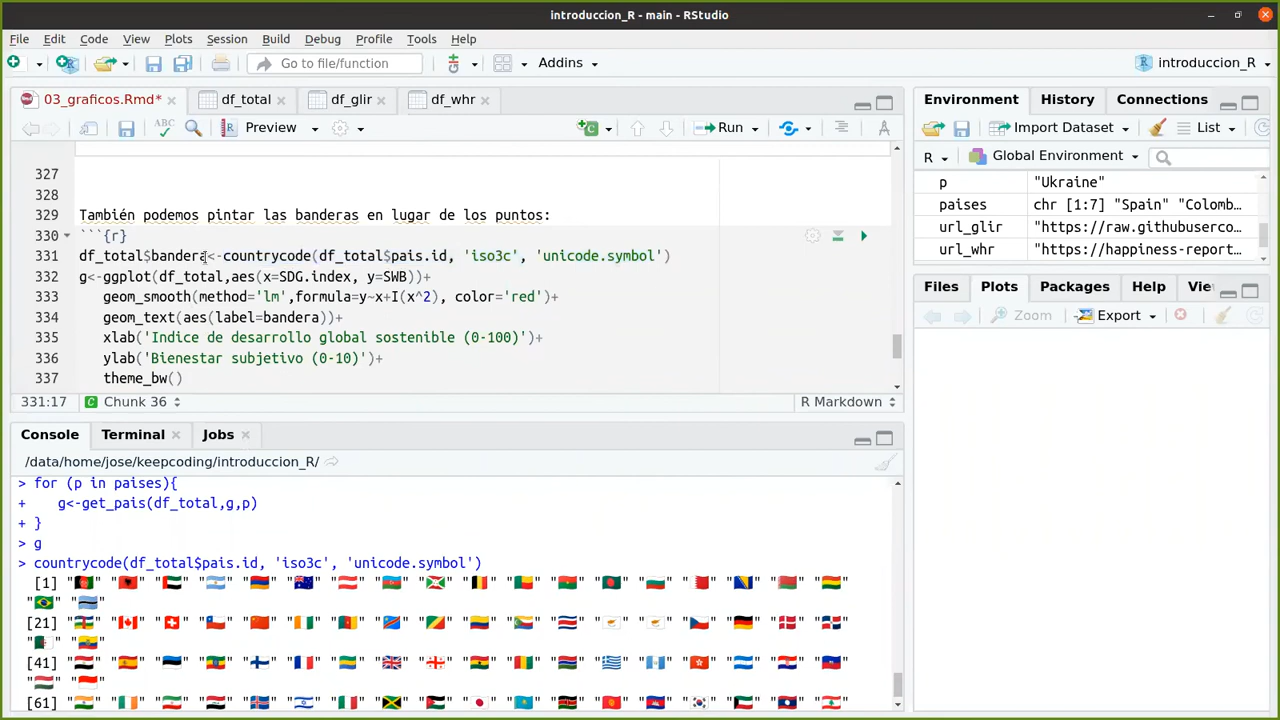 introduccion_R - main - RStudio
File Edit Code View Plots Session Build Debug Profile Tools Help
Go to file/function Addins introduccion_R
03_graficos.Rmd* df_total df_glir df_whr
ABC Preview Run
327
328
329 También podemos pintar las banderas en lugar de los puntos:
330 ```{r}
331 df_total$bandera<-countrycode(df_total$pais.id, 'iso3c', 'unicode.symbol')
332 g<-ggplot(df_total,aes(x=SDG.index, y=SWB))+
333 geom_smooth(method='lm',formula=y~x+I(x^2), color='red')+
334 geom_text(aes(label=bandera))+
335 xlab('Indice de desarrollo global sostenible (0-100)')+
336 ylab('Bienestar subjetivo (0-10)')+
337 theme_bw()
331:17 Chunk 36 R Markdown
Console Terminal Jobs
/data/home/jose/keepcoding/introduccion_R/
> for (p in paises){
+ g<-get_pais(df_total,g,p)
+ }
> g
> countrycode(df_total$pais.id, 'iso3c', 'unicode.symbol')
[1]
[21]
[41]
[61]
Environment History Connections
Import Dataset List
R Global Environment
p "Ukraine"
paises chr [1:7] "Spain" "Colomb…
url_glir "https://raw.githubuserco…
url_whr "https://happiness-report…
Files Plots Packages Help Vie
Zoom Export